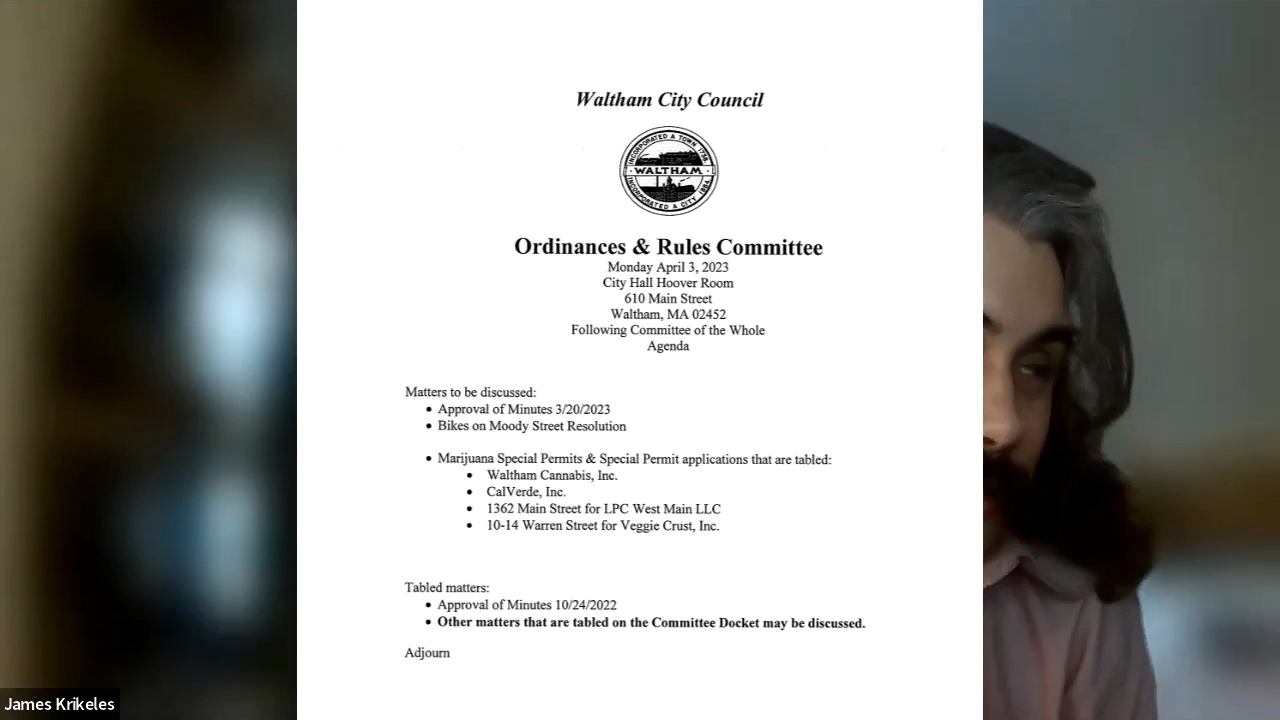 Waltham City Council
INCORPORATED A TOWN 1738
WALTHAM
INCORPORATED A CITY 1884
Ordinances & Rules Committee
Monday April 3, 2023
City Hall Hoover Room
610 Main Street
Waltham, MA 02452
Following Committee of the Whole
Agenda
Matters to be discussed:
• Approval of Minutes 3/20/2023
• Bikes on Moody Street Resolution
• Marijuana Special Permits & Special Permit applications that are tabled:
• Waltham Cannabis, Inc.
• CalVerde, Inc.
• 1362 Main Street for LPC West Main LLC
• 10-14 Warren Street for Veggie Crust, Inc.
Tabled matters:
• Approval of Minutes 10/24/2022
• Other matters that are tabled on the Committee Docket may be discussed.
Adjourn
James Krikeles